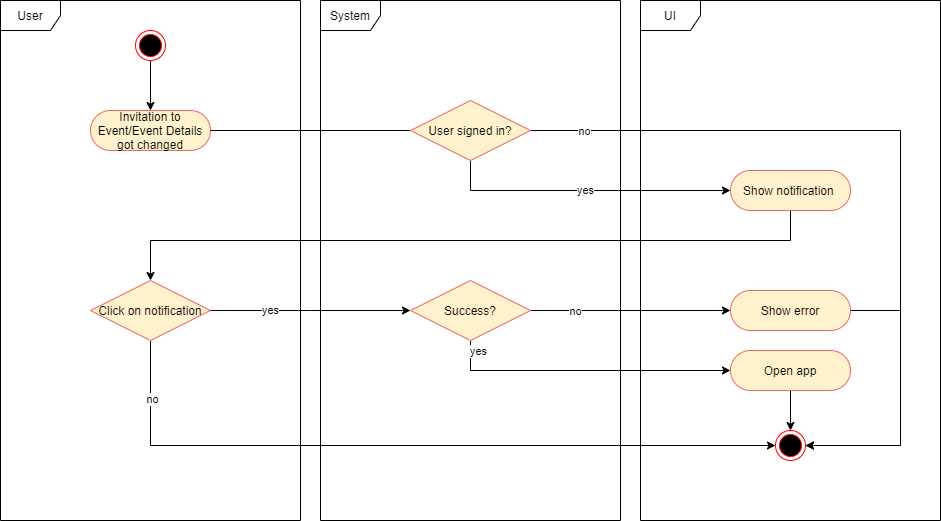 User
System
UI
Invitation to
Event/Event Details
got changed
User signed in?
no
yes
Show notification
Click on notification
yes
Success?
no
Show error
yes
Open app
no